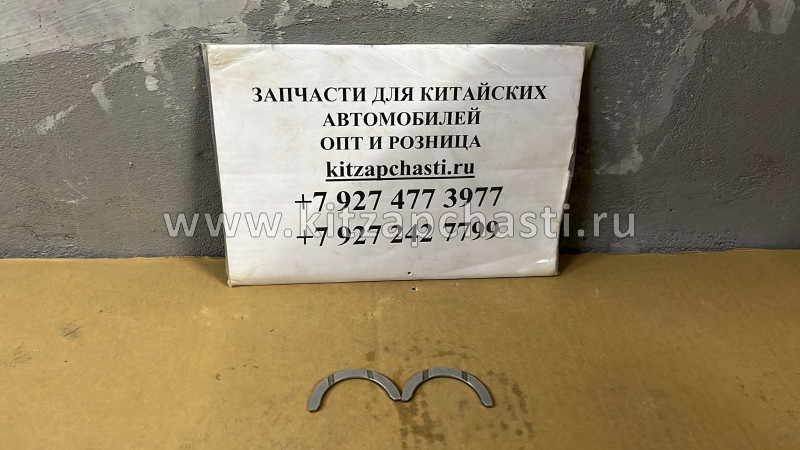 ЗАПЧАСТИ ДЛЯ КИТАЙСКИХ
АВТОМОБИЛЕЙ
ОПТ И РОЗНИЦА
kitzapchasti.ru
+7 927 477 3977
www.kitzapchasti.ru
+7 927 242 7799